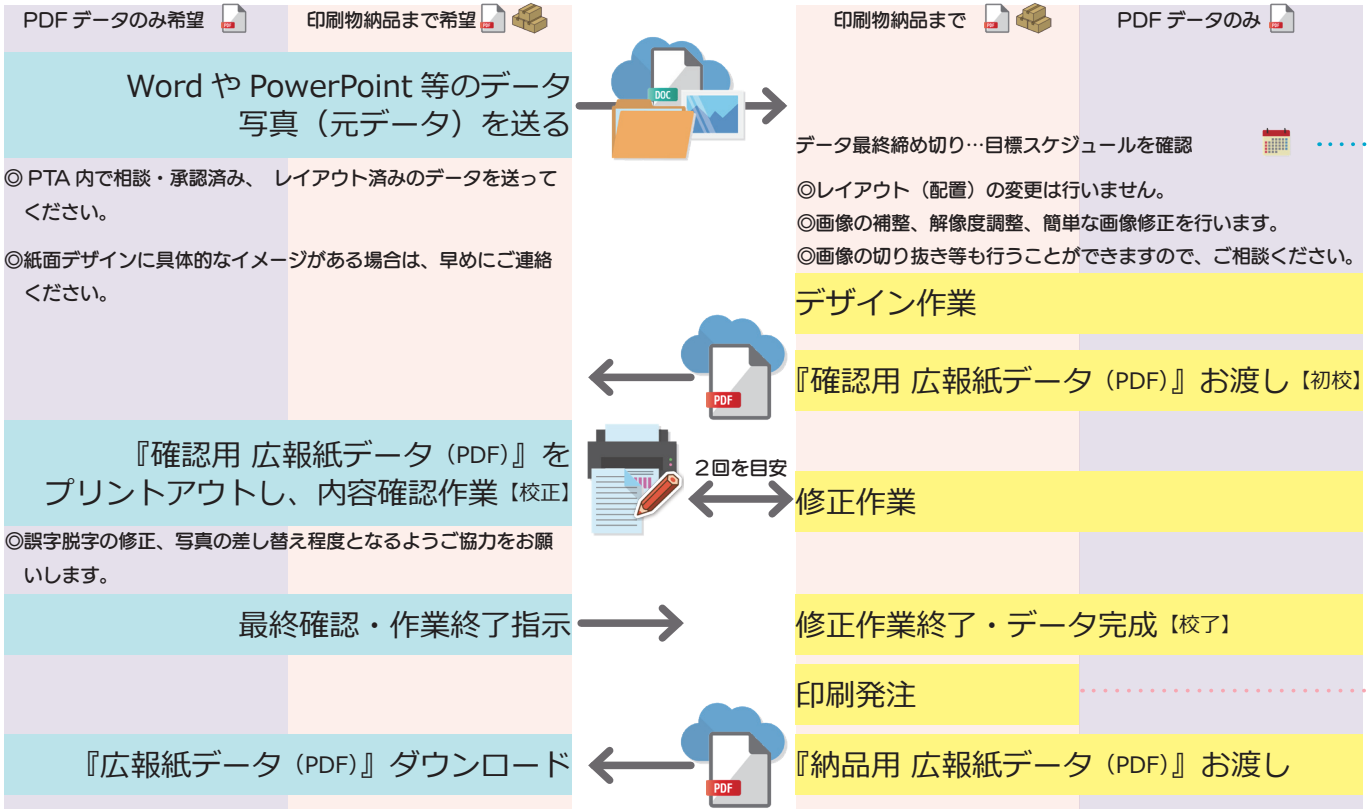 PDF データのみ希望
印刷物納品まで希望
印刷物納品まで
PDF データのみ
Word や PowerPoint 等のデータ
写真（元データ）を送る
DOC
データ最終締め切り…目標スケジュールを確認
◎ PTA 内で相談・承認済み、 レイアウト済みのデータを送って
ください。
◎紙面デザインに具体的なイメージがある場合は、早めにご連絡
ください。
◎レイアウト（配置）の変更は行いません。
◎画像の補整、解像度調整、簡単な画像修正を行います。
◎画像の切り抜き等も行うことができますので、ご相談ください。
デザイン作業
PDF
『確認用 広報紙データ（PDF）』お渡し【初校】
『確認用 広報紙データ（PDF）』を
プリントアウトし、内容確認作業【校正】
2回を目安
修正作業
◎誤字脱字の修正、写真の差し替え程度となるようご協力をお願
いします。
最終確認・作業終了指示
修正作業終了・データ完成【校了】
印刷発注
『広報紙データ（PDF）』ダウンロード
PDF
『納品用 広報紙データ（PDF）』お渡し